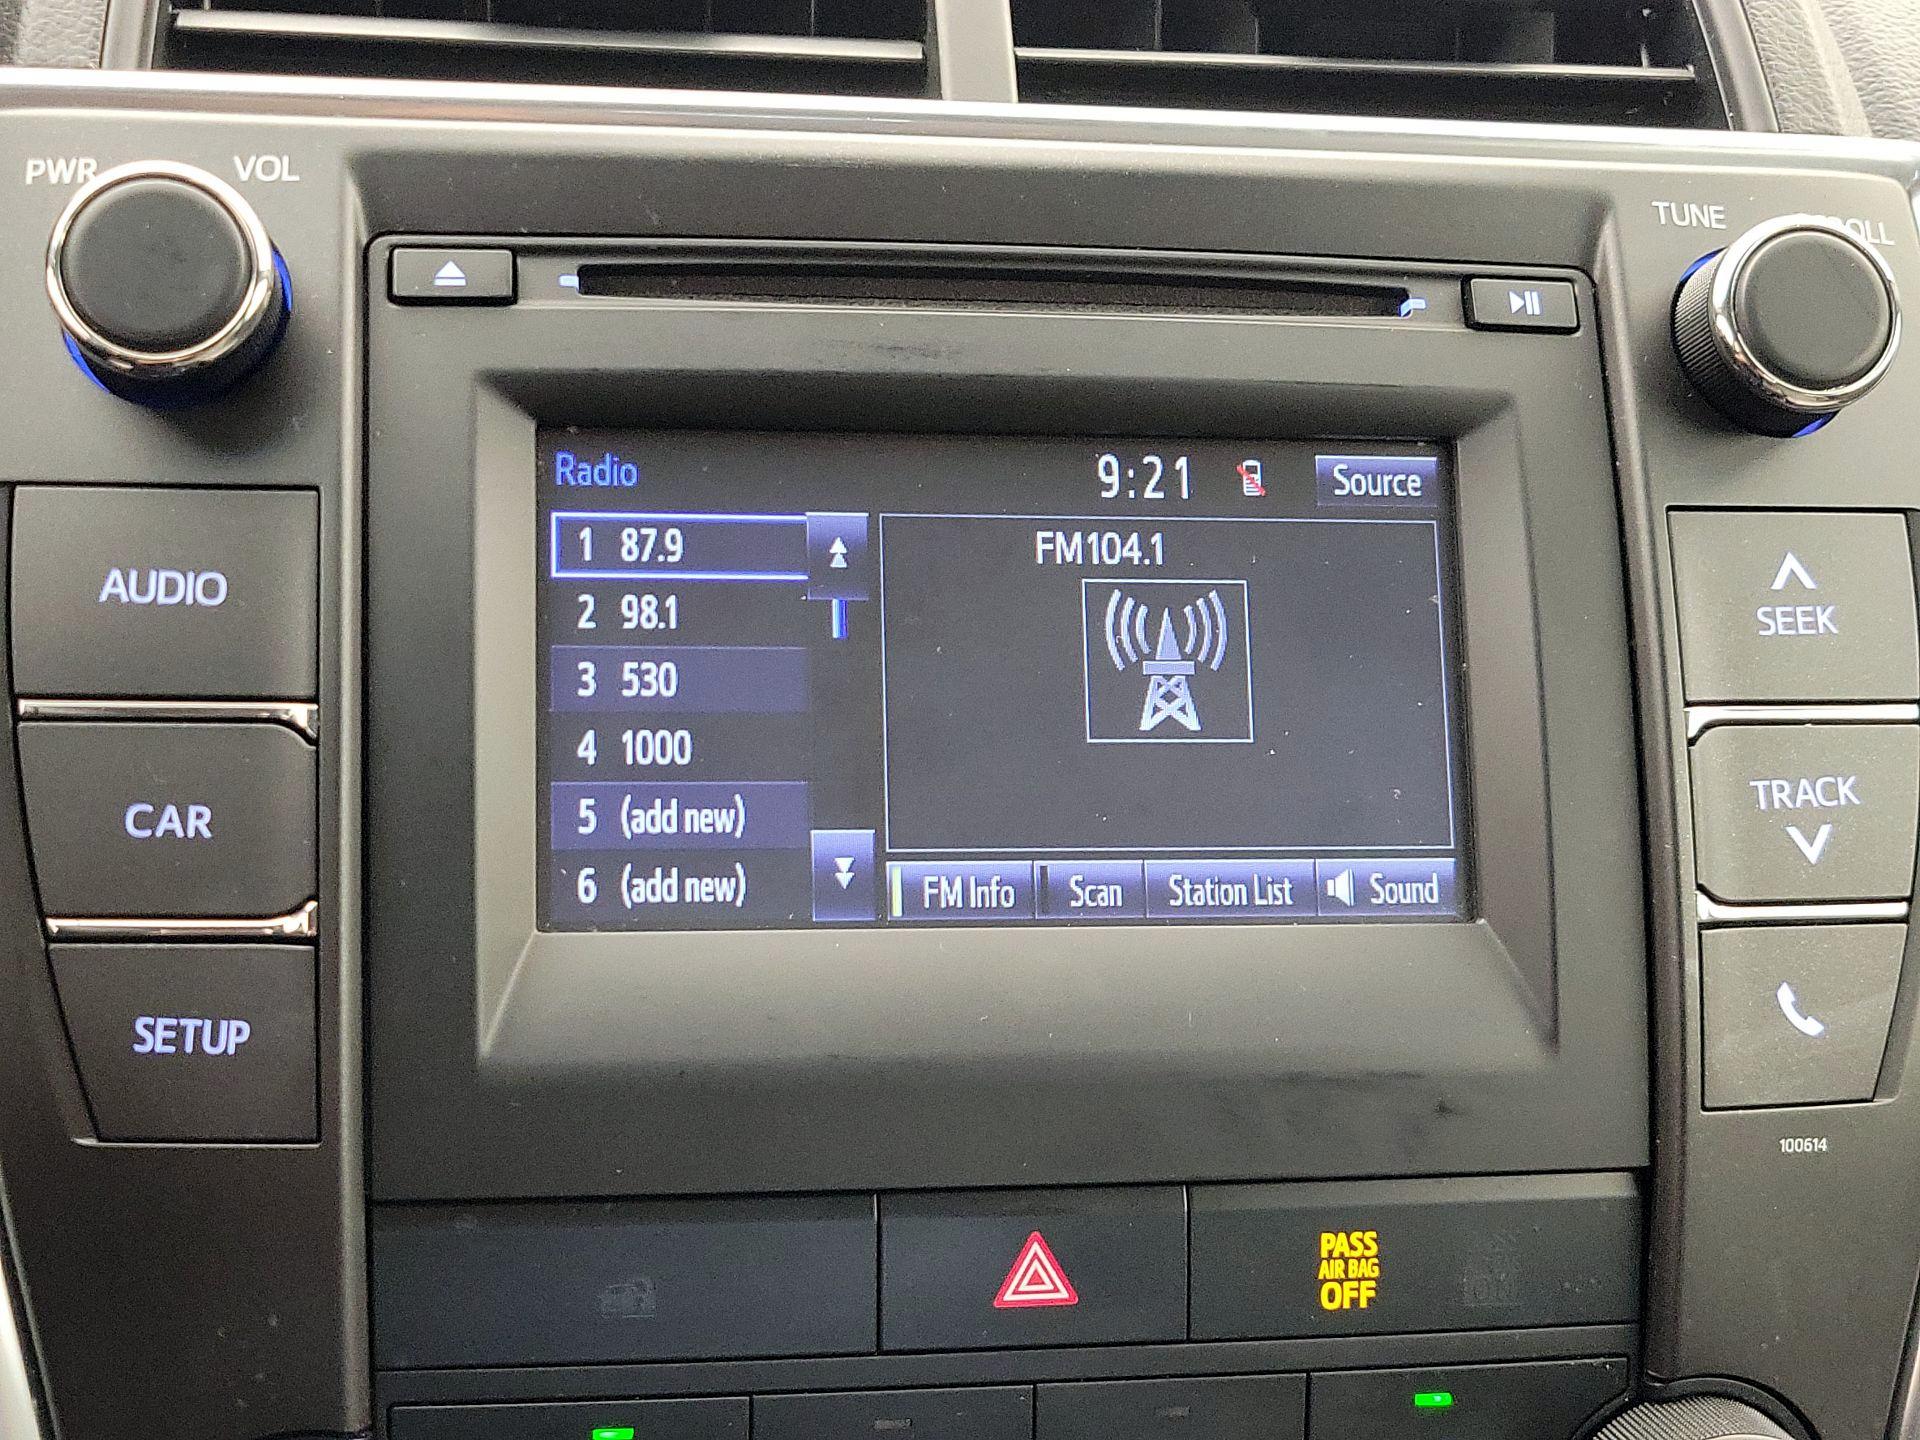 PWR VOL
TUNE
Radio 9:21 Source
1 87.9
2 98.1
3 530
4 1000
5 (add new)
6 (add new)
FM104.1
FM Info Scan Station List Sound
AUDIO
CAR
SETUP
SEEK
TRACK
100614
PASS
AIR BAG
OFF